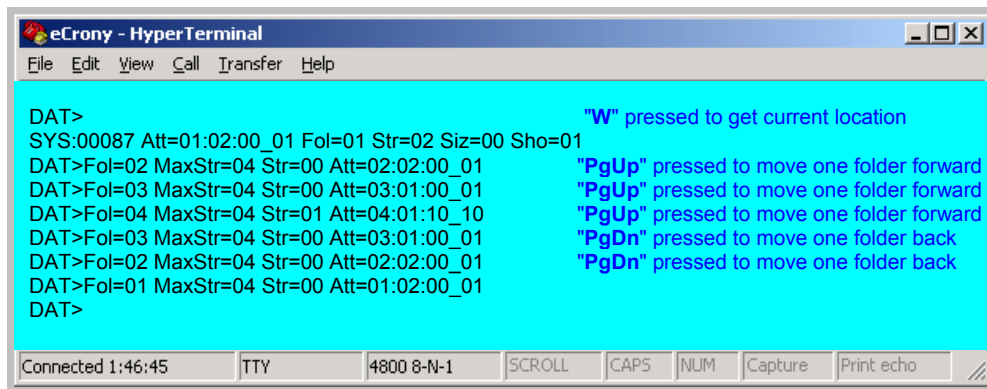 eCrony - HyperTerminal
File Edit View Call Transfer Help
DAT> "W" pressed to get current location
SYS:00087 Att=01:02:00_01 Fol=01 Str=02 Siz=00 Sho=01
DAT>Fol=02 MaxStr=04 Str=00 Att=02:02:00_01 "PgUp" pressed to move one folder forward
DAT>Fol=03 MaxStr=04 Str=00 Att=03:01:00_01 "PgUp" pressed to move one folder forward
DAT>Fol=04 MaxStr=04 Str=01 Att=04:01:10_10 "PgUp" pressed to move one folder forward
DAT>Fol=03 MaxStr=04 Str=00 Att=03:01:00_01 "PgDn" pressed to move one folder back
DAT>Fol=02 MaxStr=04 Str=00 Att=02:02:00_01 "PgDn" pressed to move one folder back
DAT>Fol=01 MaxStr=04 Str=00 Att=01:02:00_01
DAT>
Connected 1:46:45 TTY 4800 8-N-1 SCROLL CAPS NUM Capture Print echo